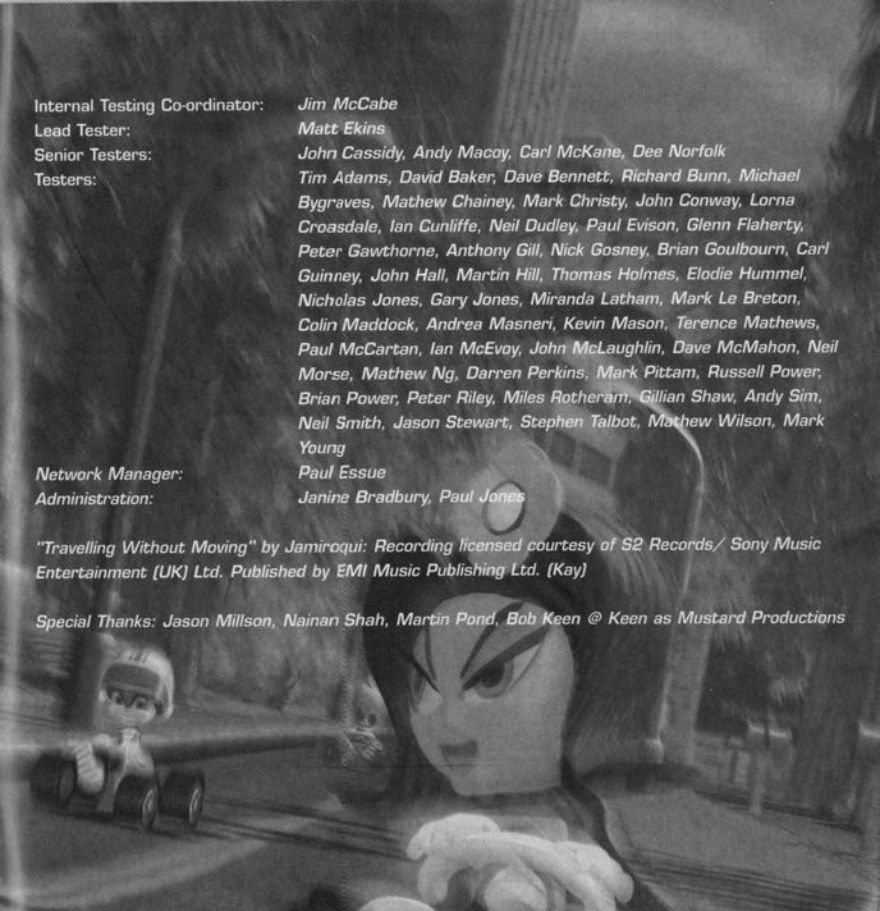 Internal Testing Co-ordinator: Jim McCabe
Lead Tester: Matt Ekins
Senior Testers: John Cassidy, Andy Macoy, Carl McKane, Dee Norfolk
Testers: Tim Adams, David Baker, Dave Bennett, Richard Bunn, Michael
Bygraves, Mathew Chainey, Mark Christy, John Conway, Lorna
Croasdale, Ian Cunliffe, Neil Dudley, Paul Evison, Glenn Flaherty,
Peter Gawthorne, Anthony Gill, Nick Gosney, Brian Goulbourn, Carl
Guinney, John Hall, Martin Hill, Thomas Holmes, Elodie Hummel,
Nicholas Jones, Gary Jones, Miranda Latham, Mark Le Breton,
Colin Maddock, Andrea Masneri, Kevin Mason, Terence Mathews,
Paul McCartan, Ian McEvoy, John McLaughlin, Dave McMahon, Neil
Morse, Mathew Ng, Darren Perkins, Mark Pittam, Russell Power,
Brian Power, Peter Riley, Miles Rotheram, Gillian Shaw, Andy Sim,
Neil Smith, Jason Stewart, Stephen Talbot, Mathew Wilson, Mark
Young
Network Manager: Paul Essue
Administration: Janine Bradbury, Paul Jones
"Travelling Without Moving" by Jamiroqui: Recording licensed courtesy of S2 Records/ Sony Music
Entertainment (UK) Ltd. Published by EMI Music Publishing Ltd. (Kay)
Special Thanks: Jason Millson, Nainan Shah, Martin Pond, Bob Keen @ Keen as Mustard Productions